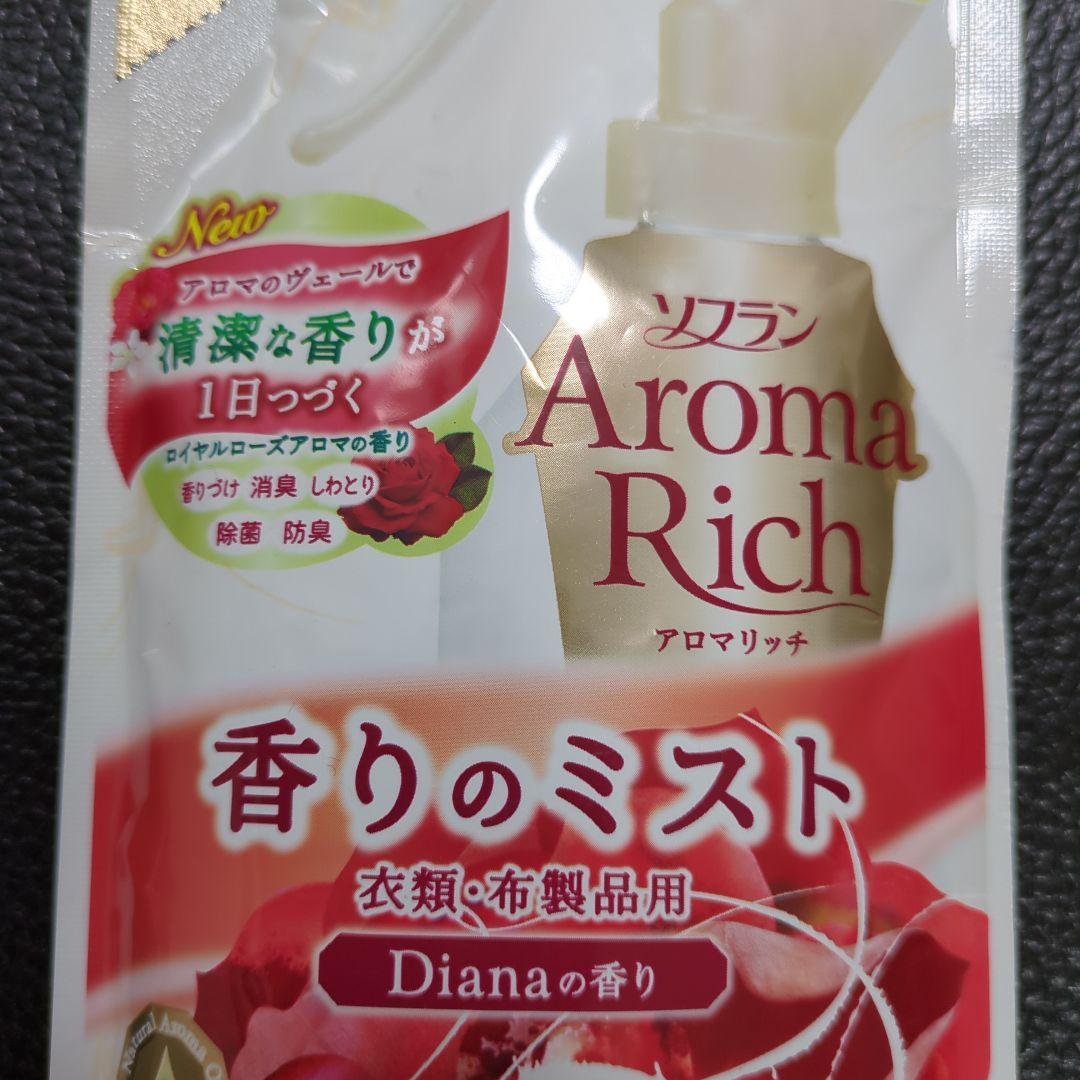 New
アロマのヴェールで
清潔な香りが
1日つづく
ロイヤルローズアロマの香り
香りづけ 消臭 しわとり
除菌 防臭
ソフラン
Aroma
Rich
アロマリッチ
香りのミスト
衣類・布製品用
Dianaの香り
Natural Aroma